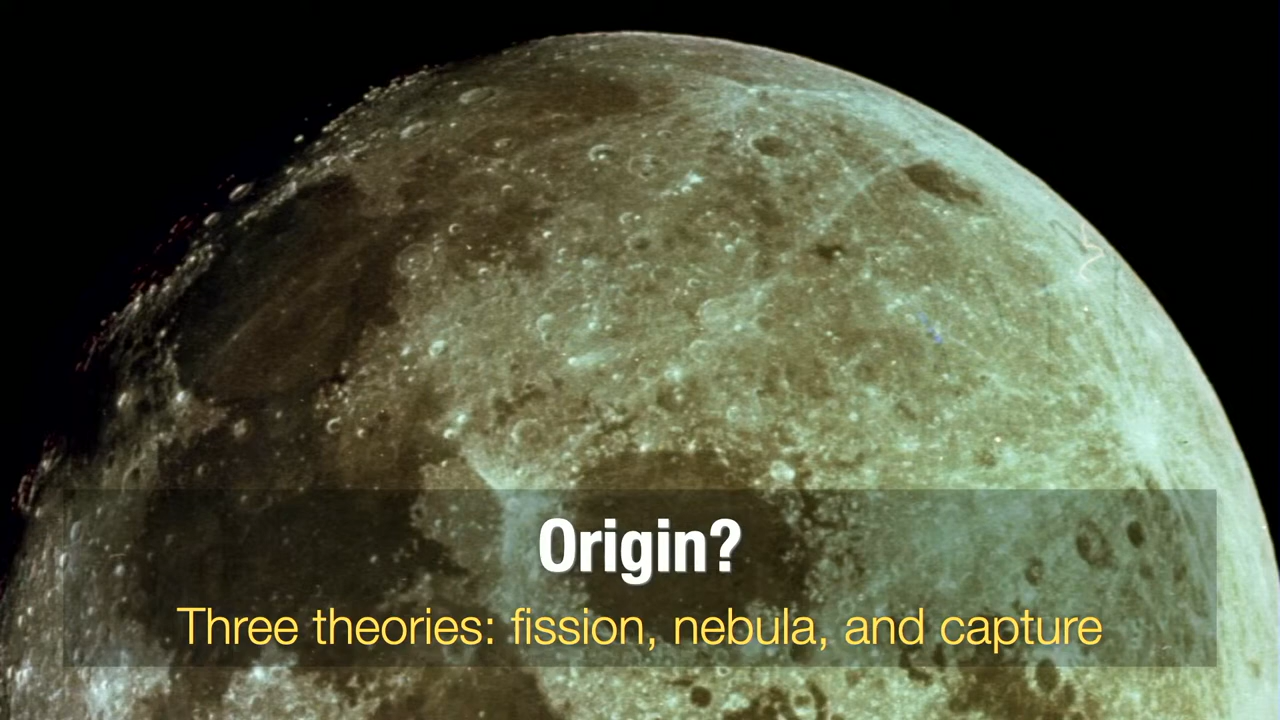 Origin?
Three theories: fission, nebula, and capture